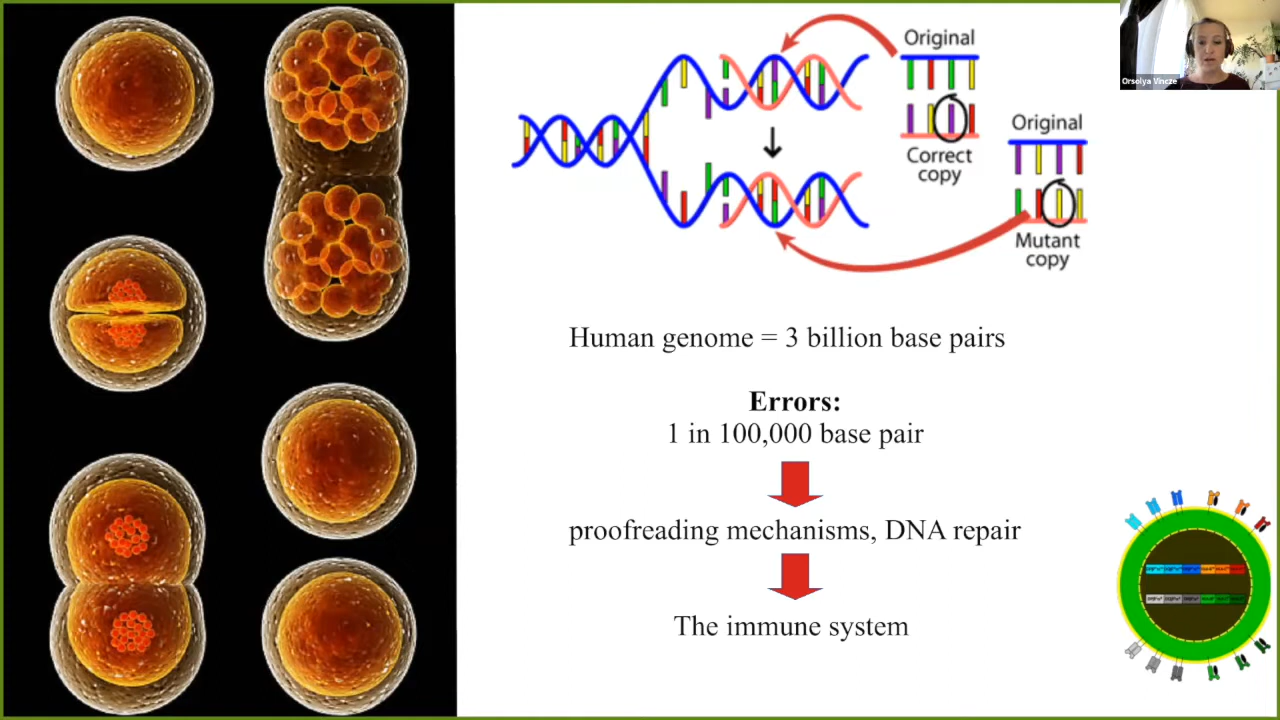 Orsolya Vincze
Original
Correct
copy
Original
Mutant
copy
Human genome = 3 billion base pairs
Errors:
1 in 100,000 base pair
proofreading mechanisms, DNA repair
The immune system